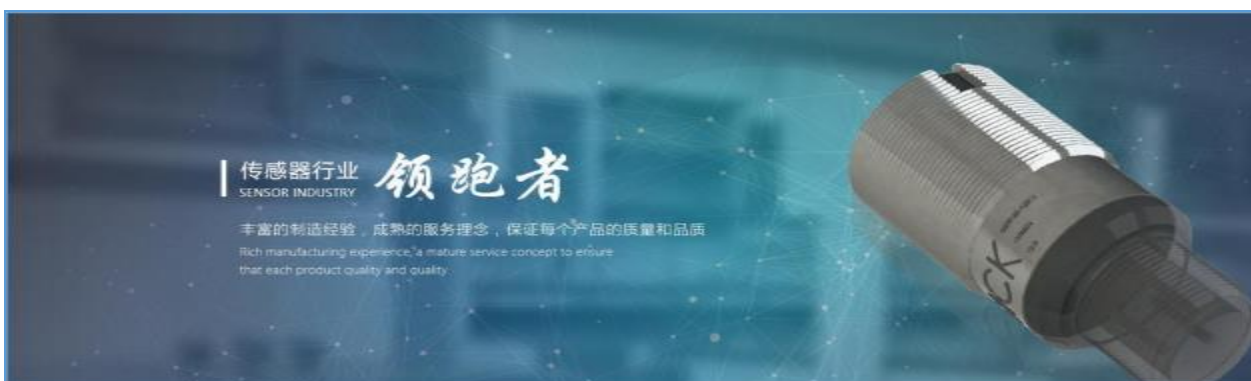 传感器行业 领跑者
SENSOR INDUSTRY
丰富的制造经验，成熟的服务理念，保证每个产品的质量和品质
Rich manufacturing experience, a mature service concept to ensure
that each product quality and quality